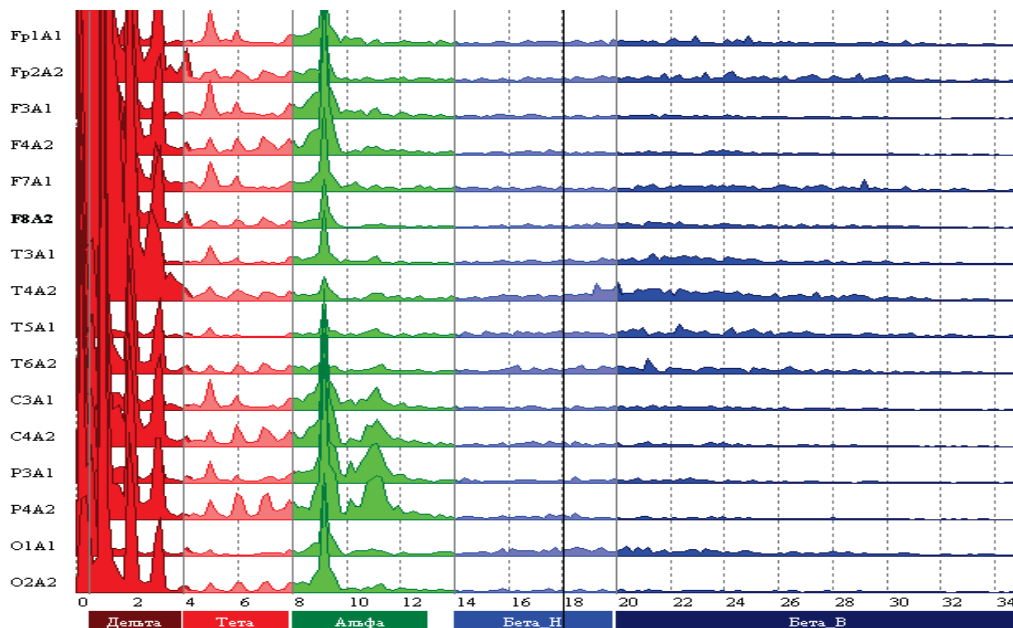 Fp1A1
Fp2A2
F3A1
F4A2
F7A1
F8A2
T3A1
T4A2
T5A1
T6A2
C3A1
C4A2
P3A1
P4A2
O1A1
O2A2
0 2 4 6 8 10 12 14 16 18 20 22 24 26 28 30 32 34
Дельта Тета Альфа Бета_Н Бета_В